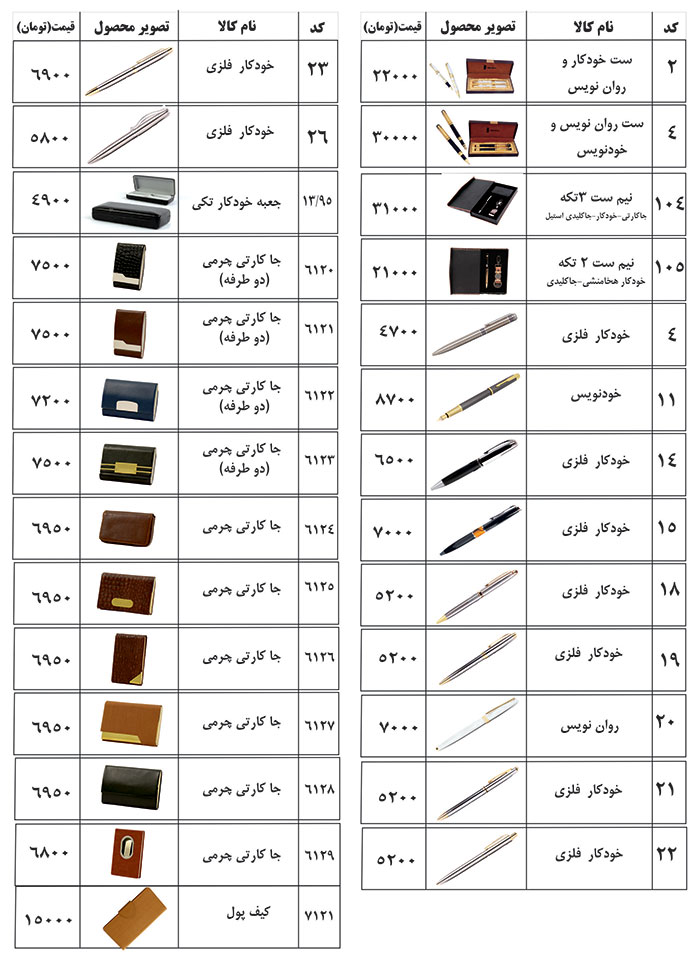 کد نام کالا تصویر محصول قیمت(تومان)
۲ ست خودکار و روان نویس ۲۲۰۰۰
۴ ست روان نویس و خودنویس ۳۰۰۰۰
۱۰۴ نیم ست ۳تکه ۳۱۰۰۰
جاکارتی-خودکار-جاکلیدی استیل
۱۰۵ نیم ست ۲ تکه ۲۱۰۰۰
خودکار هخامنشی-جاکلیدی
۴ خودکار فلزی ۴۷۰۰
۱۱ خودنویس ۸۷۰۰
۱۴ خودکار فلزی ۶۵۰۰
۱۵ خودکار فلزی ۷۰۰۰
۱۸ خودکار فلزی ۵۲۰۰
۱۹ خودکار فلزی ۵۲۰۰
۲۰ روان نویس ۷۰۰۰
۲۱ خودکار فلزی ۵۲۰۰
۲۲ خودکار فلزی ۵۲۰۰
کد نام کالا تصویر محصول قیمت(تومان)
۲۳ خودکار فلزی ۶۹۰۰
۲۶ خودکار فلزی ۵۸۰۰
۱۳/۹۵ جعبه خودکار تکی ۴۹۰۰
۶۱۲۰ جا کارتی چرمی (دو طرفه) ۷۵۰۰
۶۱۲۱ جا کارتی چرمی (دو طرفه) ۷۵۰۰
۶۱۲۲ جا کارتی چرمی (دو طرفه) ۷۲۰۰
۶۱۲۳ جا کارتی چرمی (دو طرفه) ۷۵۰۰
۶۱۲۴ جا کارتی چرمی ۶۹۵۰
۶۱۲۵ جا کارتی چرمی ۶۹۵۰
۶۱۲۶ جا کارتی چرمی ۶۹۵۰
۶۱۲۷ جا کارتی چرمی ۶۹۵۰
۶۱۲۸ جا کارتی چرمی ۶۹۵۰
۶۱۲۹ جا کارتی چرمی ۶۸۰۰
۷۱۲۱ کیف پول ۱۵۰۰۰